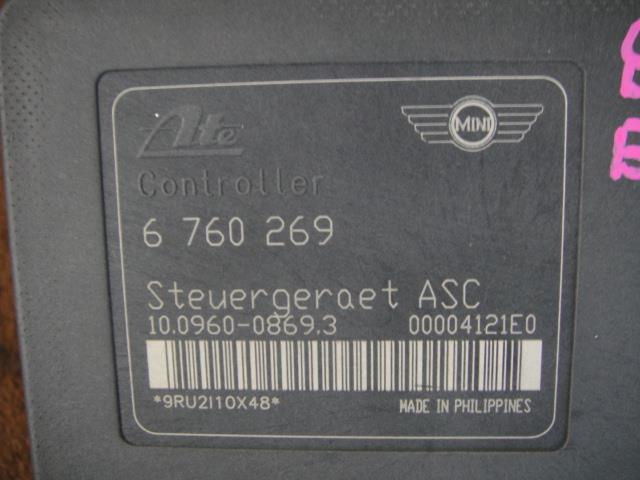 Ate
MINI
Controller
6 760 269
Steuergeraet ASC
10.0960-0869.3 00004121E0
*9RU2I10X48* MADE IN PHILIPPINES